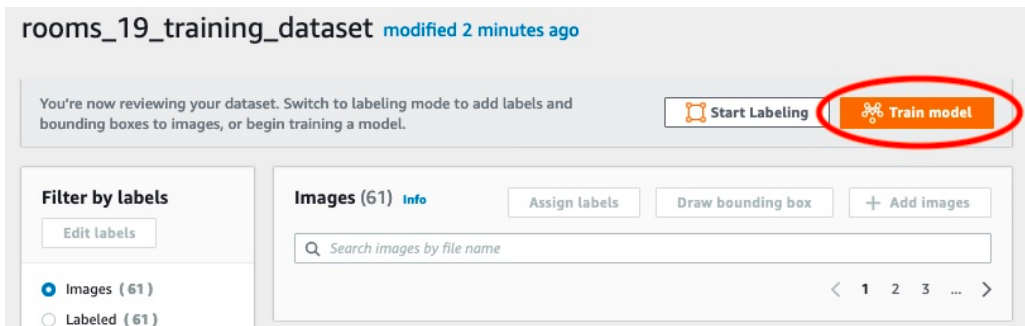 rooms_19_training_dataset modified 2 minutes ago
You're now reviewing your dataset. Switch to labeling mode to add labels and
bounding boxes to images, or begin training a model.
Start Labeling
Train model
Filter by labels
Edit labels
Images (61)
Labeled (61)
Images (61) Info
Assign labels
Draw bounding box
+ Add images
Search images by file name
< 1 2 3 ... >